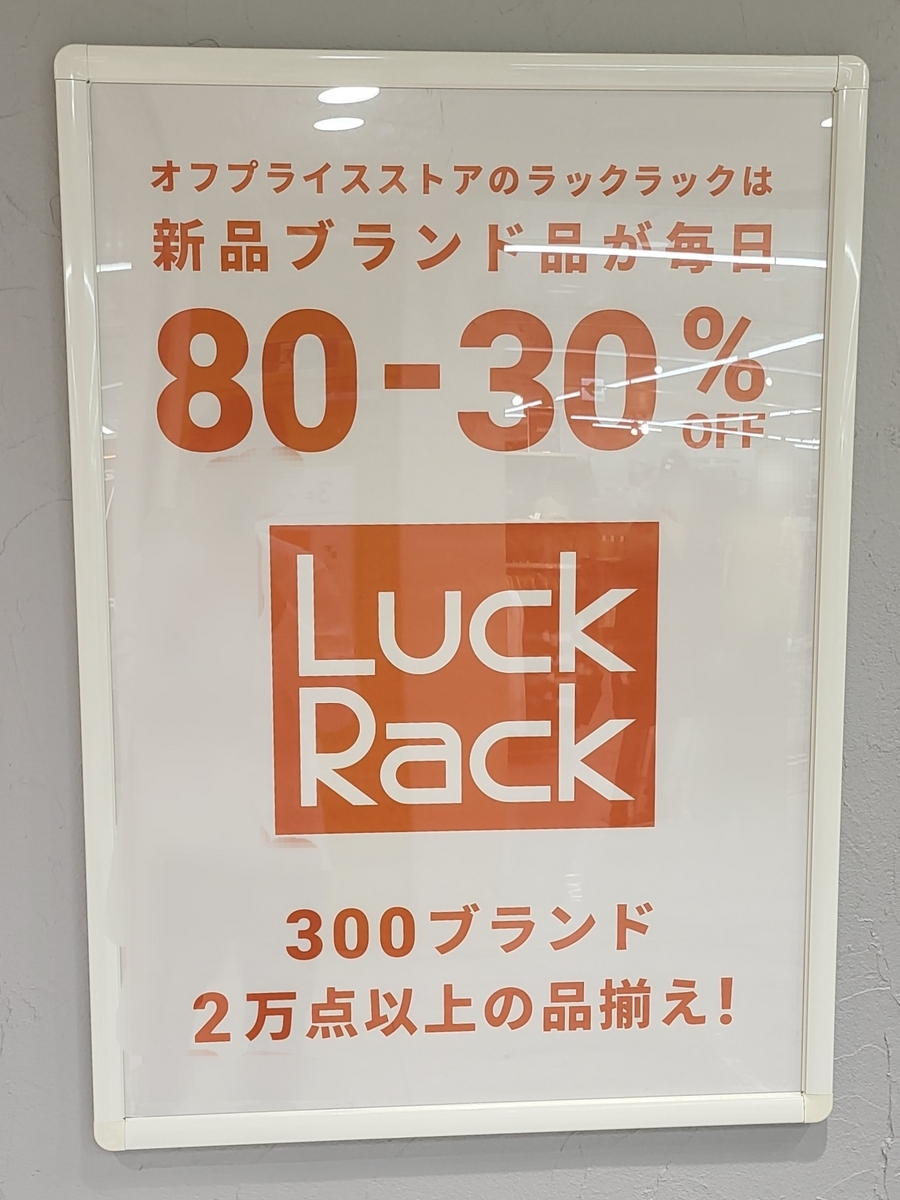 オフプライスストアのラックラックは
新品ブランド品が毎日
80-30%
OFF
Luck
Rack
300ブランド
2万点以上の品揃え!